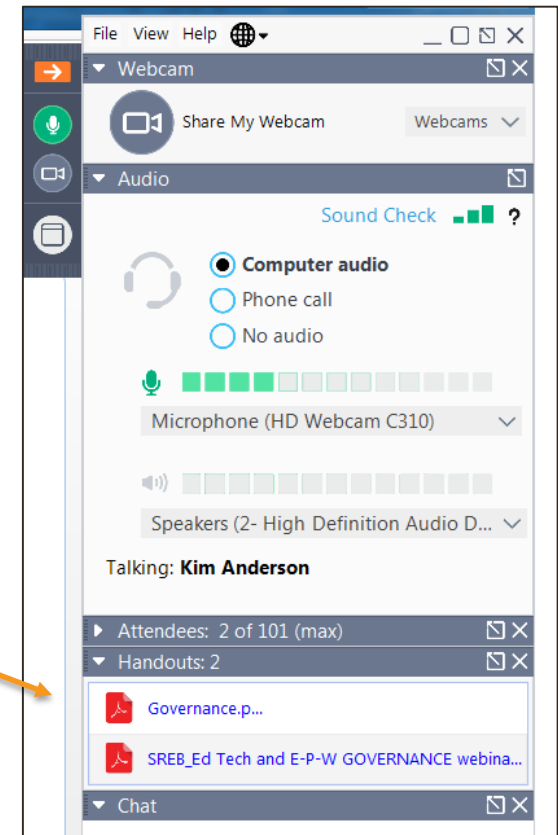 File View Help
Webcam
Share My Webcam Webcams
Audio
Sound Check ?
Computer audio
Phone call
No audio
Microphone (HD Webcam C310)
Speakers (2- High Definition Audio D...
Talking: Kim Anderson
Attendees: 2 of 101 (max)
Handouts: 2
Governance.p...
SREB_Ed Tech and E-P-W GOVERNANCE webina...
Chat